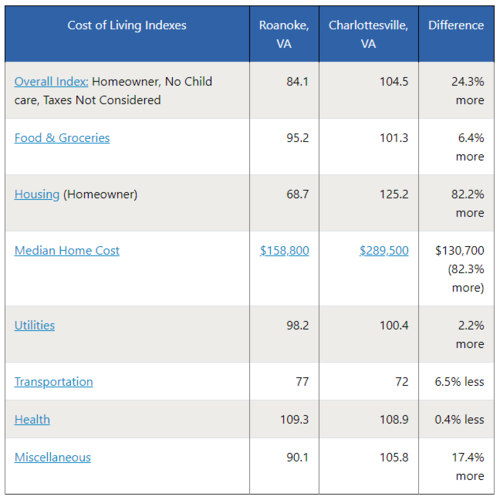 Cost of Living Indexes Roanoke, Charlottesville, Difference
VA VA
Overall Index: Homeowner, No Child 84.1 104.5 24.3%
care, Taxes Not Considered more
Food & Groceries 95.2 101.3 6.4%
more
Housing (Homeowner) 68.7 125.2 82.2%
more
Median Home Cost $158,800 $289,500 $130,700
(82.3%
more)
Utilities 98.2 100.4 2.2%
more
Transportation 77 72 6.5% less
Health 109.3 108.9 0.4% less
Miscellaneous 90.1 105.8 17.4%
more